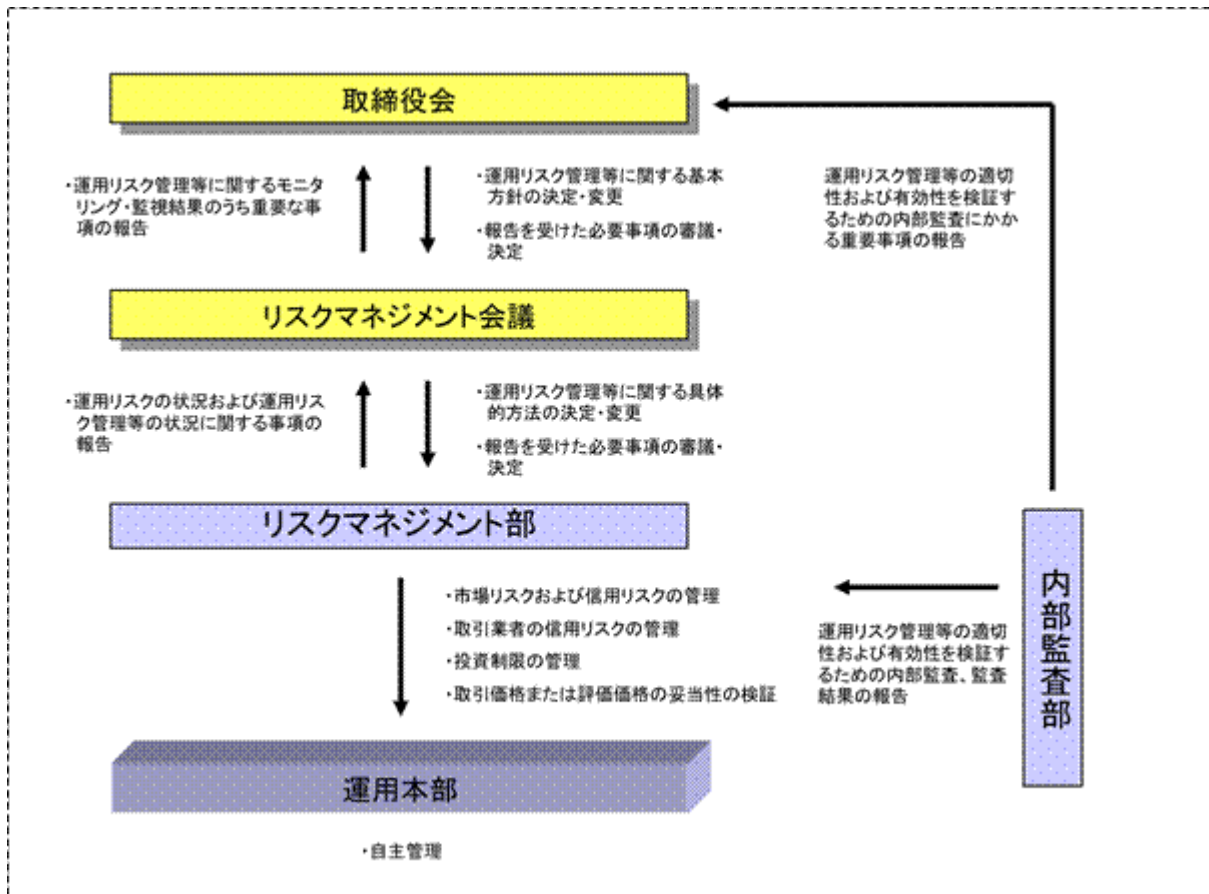 取締役会
・運用リスク管理等に関するモニタ
リング・監視結果のうち重要な事
項の報告
・運用リスク管理等に関する基本
方針の決定・変更
・報告を受けた必要事項の審議・
決定
運用リスク管理等の適切
性および有効性を検証す
るための内部監査にかか
る重要事項の報告
リスクマネジメント会議
・運用リスクの状況および運用リス
ク管理等の状況に関する事項の
報告
・運用リスク管理等に関する具体
的方法の決定・変更
・報告を受けた必要事項の審議・
決定
リスクマネジメント部
・市場リスクおよび信用リスクの管理
・取引業者の信用リスクの管理
・投資制限の管理
・取引価格または評価価格の妥当性の検証
運用リスク管理等の適切
性および有効性を検証す
るための内部監査、監査
結果の報告
内部監査部
運用本部
・自主管理